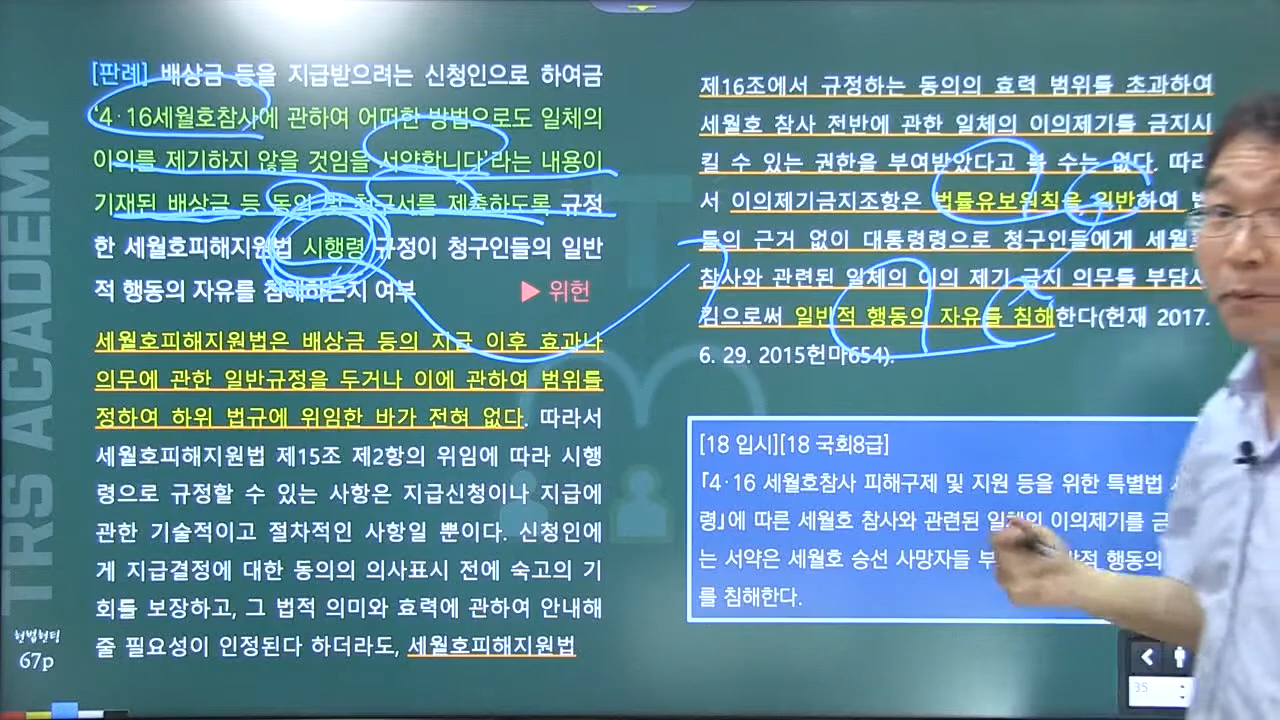 [판례] 배상금 등을 지급받으려는 신청인으로 하여금
‘4·16세월호참사에 관하여 어떠한 방법으로도 일체의
이의를 제기하지 않을 것임을 서약합니다’라는 내용이
기재된 배상금 등 동의 및 청구서를 제출하도록 규정
한 세월호피해지원법 시행령 규정이 청구인들의 일반
적 행동의 자유를 침해하는지 여부
▶ 위헌
세월호피해지원법은 배상금 등의 지급 이후 효과나
의무에 관한 일반규정을 두거나 이에 관하여 범위를
정하여 하위 법규에 위임한 바가 전혀 없다. 따라서
세월호피해지원법 제15조 제2항의 위임에 따라 시행
령으로 규정할 수 있는 사항은 지급신청이나 지급에
관한 기술적이고 절차적인 사항일 뿐이다. 신청인에
게 지급결정에 대한 동의의 의사표시 전에 숙고의 기
회를 보장하고, 그 법적 의미와 효력에 관하여 안내해
줄 필요성이 인정된다 하더라도, 세월호피해지원법
제16조에서 규정하는 동의의 효력 범위를 초과하여
세월호 참사 전반에 관한 일체의 이의제기를 금지시
킬 수 있는 권한을 부여받았다고 볼 수는 없다. 따라
서 이의제기금지조항은 법률유보원칙을 위반하여 법
률의 근거 없이 대통령령으로 청구인들에게 세월호
참사와 관련된 일체의 이의 제기 금지 의무를 부담시
킴으로써 일반적 행동의 자유를 침해한다(헌재 2017.
6. 29. 2015헌마654).
[18 입시][18 국회8급]
「4·16 세월호참사 피해구제 및 지원 등을 위한 특별법
령」에 따른 세월호 참사와 관련된 일체의 이의제기를
는 서약은 세월호 승선 사망자들 행동의
를 침해한다.
TRS ACADEMY
헌법헌팅
67p
35